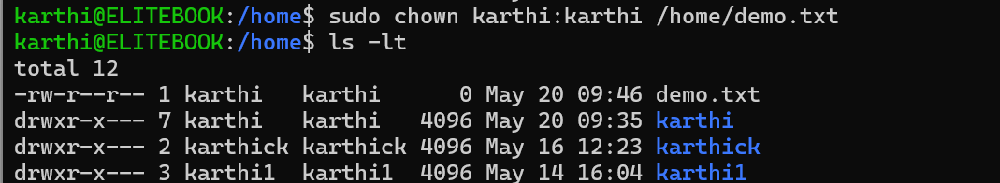 karthi@ELITEBOOK:/home$ sudo chown karthi:karthi /home/demo.txt
karthi@ELITEBOOK:/home$ ls -lt
total 12
-rw-r--r-- 1 karthi   karthi      0 May 20 09:46 demo.txt
drwxr-x--- 7 karthi   karthi   4096 May 20 09:35 karthi
drwxr-x--- 2 karthick karthick 4096 May 16 12:23 karthick
drwxr-x--- 3 karthi1  karthi1  4096 May 14 16:04 karthi1